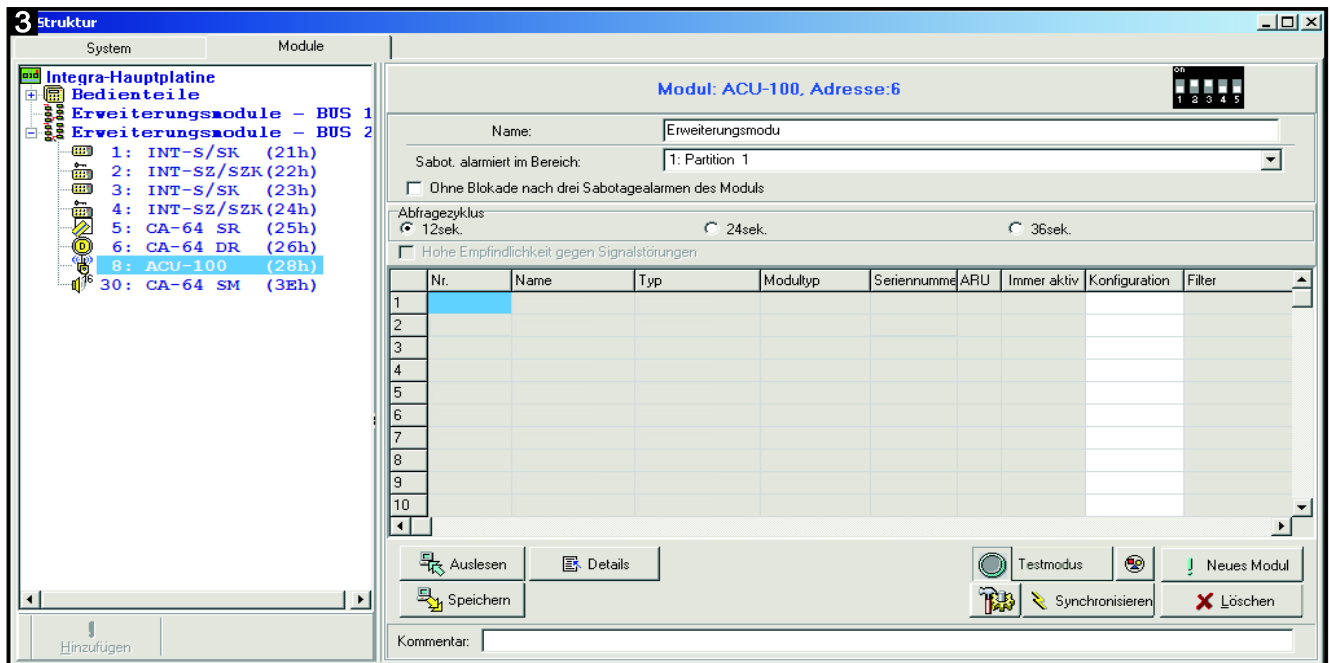 3 Struktur
System Module
Integra-Hauptplatine
Bedienteile
Erweiterungsmodule - BUS 1
Erweiterungsmodule - BUS 2
1: INT-S/SK (21h)
2: INT-SZ/SZK(22h)
3: INT-S/SK (23h)
4: INT-SZ/SZK(24h)
5: CA-64 SR (25h)
6: CA-64 DR (26h)
8: ACU-100 (28h)
16
30: CA-64 SM (3Eh)
Hinzufügen
Modul: ACU-100, Adresse:6
on
1 2 3 4 5
Name: Erweiterungsmodu
Sabot. alarmiert im Bereich: 1: Partition 1
Ohne Blokade nach drei Sabotagealarmen des Moduls
Abfragezyklus
12sek. 24sek. 36sek.
Hohe Empfindlichkeit gegen Signalstörungen
Nr. Name Typ Modultyp Seriennumme ARU Immer aktiv Konfiguration Filter
1
2
3
4
5
6
7
8
9
10
Auslesen Details Testmodus Neues Modul
Speichern Synchronisieren Löschen
Kommentar: